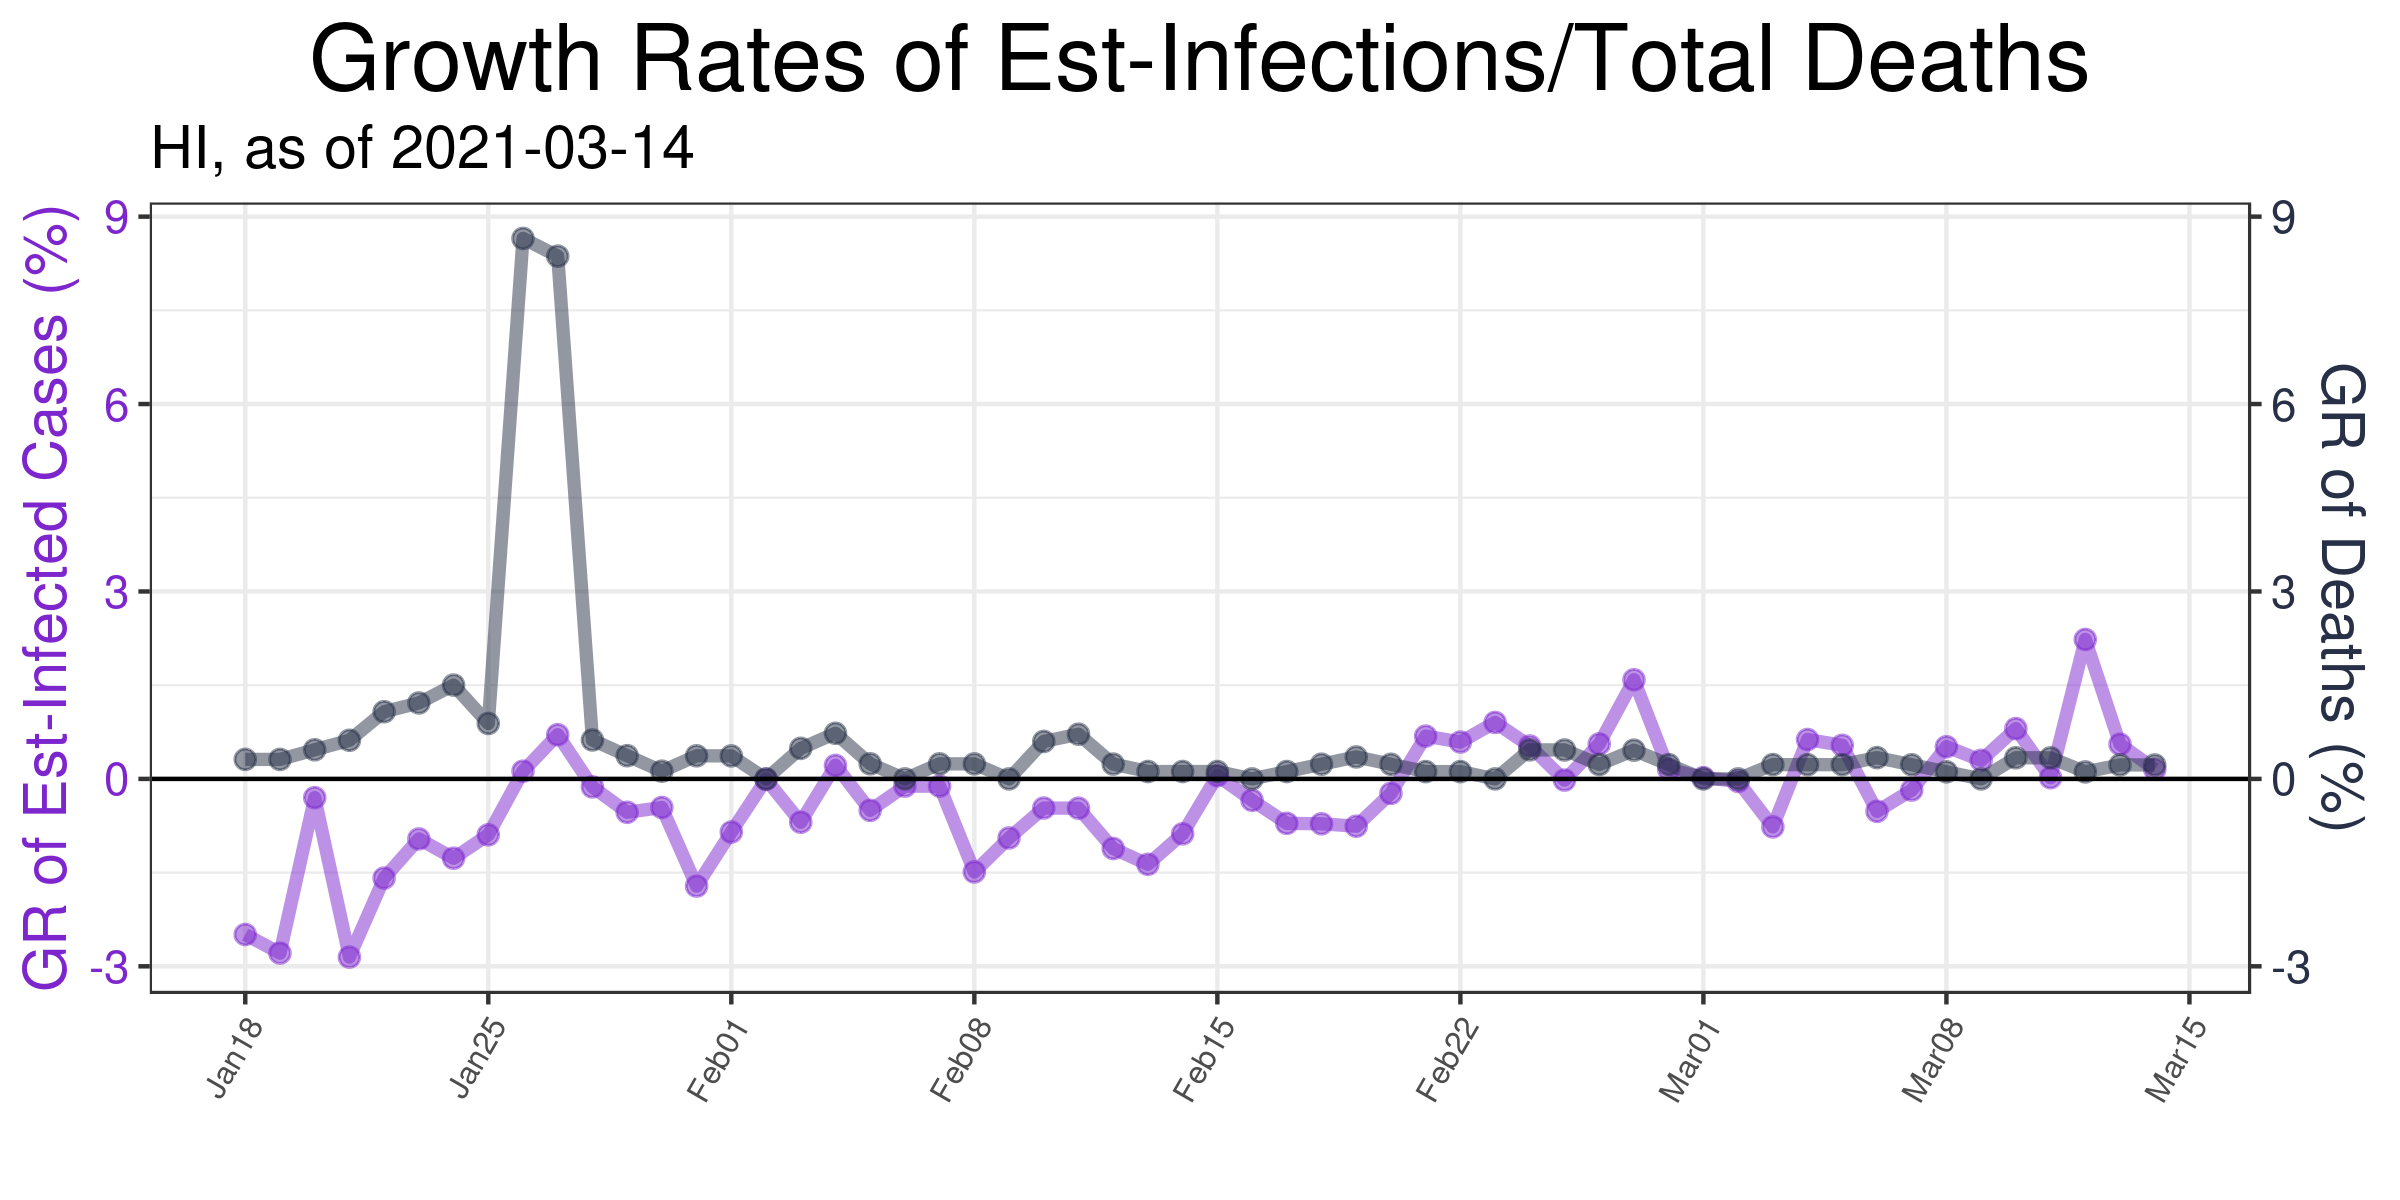 Growth Rates of Est-Infections/Total Deaths
HI, as of 2021-03-14
GR of Est-Infected Cases (%)
9
6
3
0
-3
9
6
3
0
-3
GR of Deaths (%)
Jan18
Jan25
Feb01
Feb08
Feb15
Feb22
Mar01
Mar08
Mar15